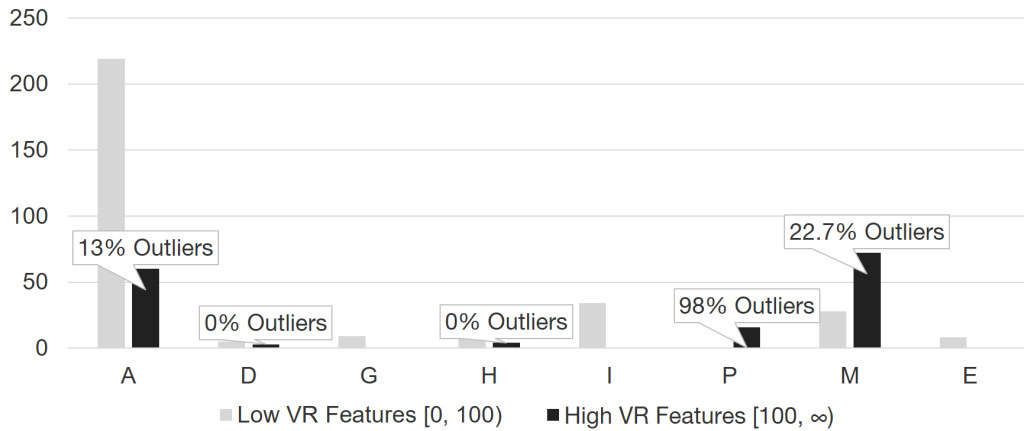 250
200
150
100
50
0
13% Outliers
0% Outliers
0% Outliers
98% Outliers
22.7% Outliers
A D G H I P M E
Low VR Features [0, 100) High VR Features [100, ∞)